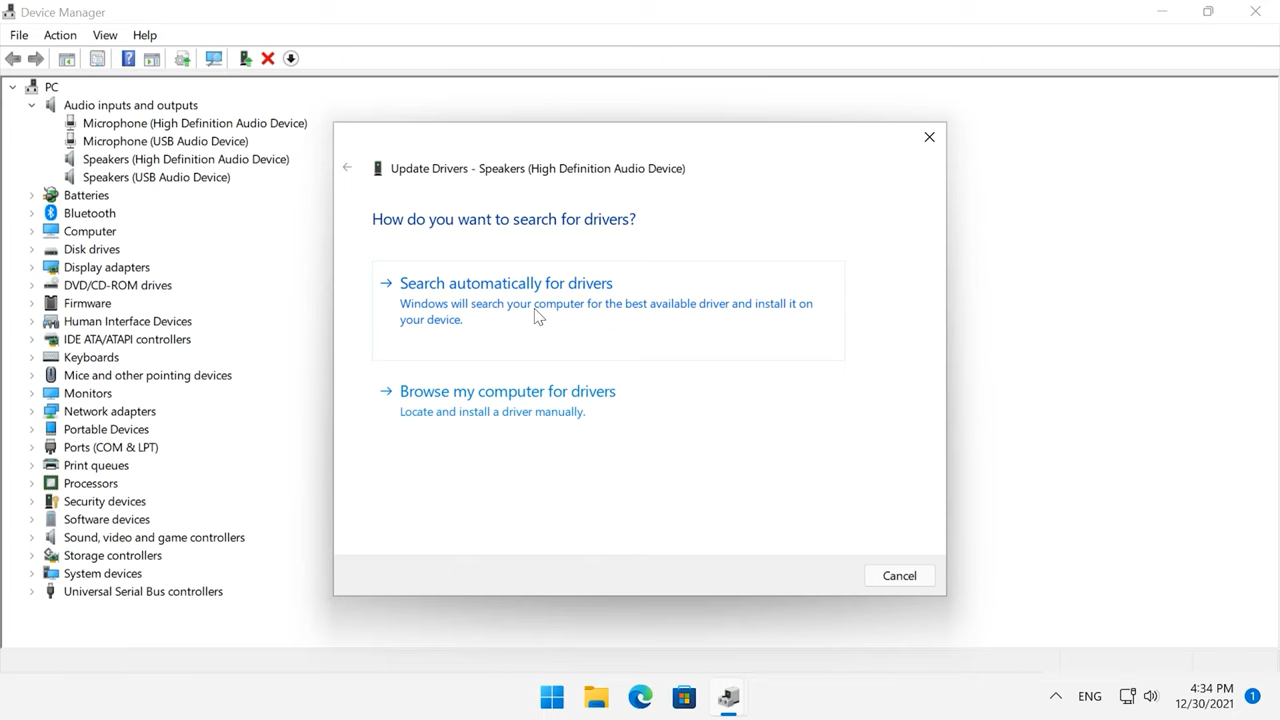 Device Manager
File Action View Help
PC
Audio inputs and outputs
Microphone (High Definition Audio Device)
Microphone (USB Audio Device)
Speakers (High Definition Audio Device)
Speakers (USB Audio Device)
Batteries
Bluetooth
Computer
Disk drives
Display adapters
DVD/CD-ROM drives
Firmware
Human Interface Devices
IDE ATA/ATAPI controllers
Keyboards
Mice and other pointing devices
Monitors
Network adapters
Portable Devices
Ports (COM & LPT)
Print queues
Processors
Security devices
Software devices
Sound, video and game controllers
Storage controllers
System devices
Universal Serial Bus controllers
Update Drivers - Speakers (High Definition Audio Device)
How do you want to search for drivers?
Search automatically for drivers
Windows will search your computer for the best available driver and install it on
your device.
Browse my computer for drivers
Locate and install a driver manually.
Cancel
ENG
4:34 PM
12/30/2021
1